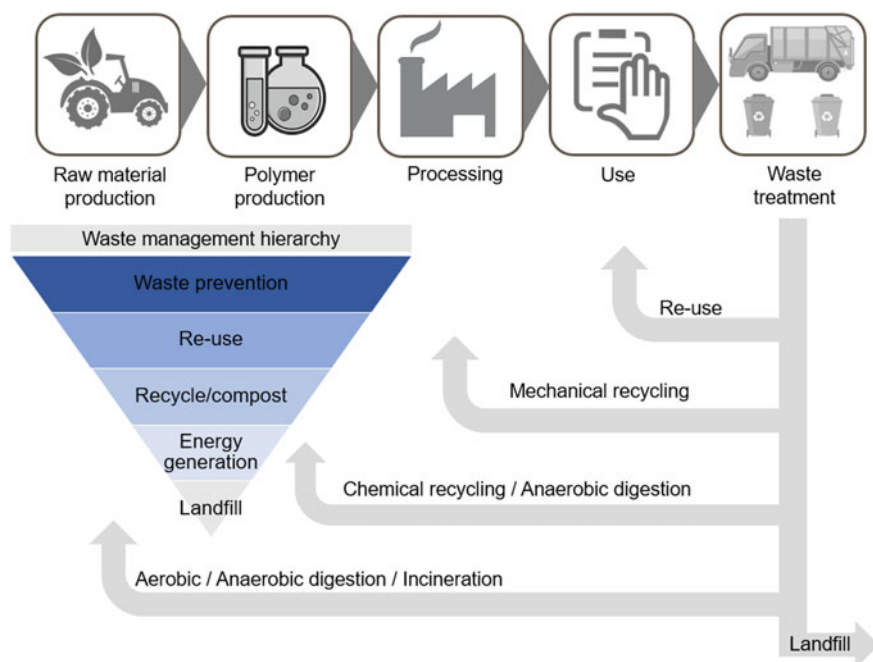 Raw material
production
Polymer
production
Processing
Use
Waste
treatment
Waste management hierarchy
Waste prevention
Re-use
Recycle/compost
Energy
generation
Landfill
Re-use
Mechanical recycling
Chemical recycling / Anaerobic digestion
Aerobic / Anaerobic digestion / Incineration
Landfill